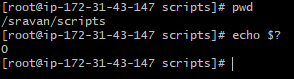 [root@ip-172-31-43-147 scripts]# pwd
/sravan/scripts
[root@ip-172-31-43-147 scripts]# echo $?
0
[root@ip-172-31-43-147 scripts]#